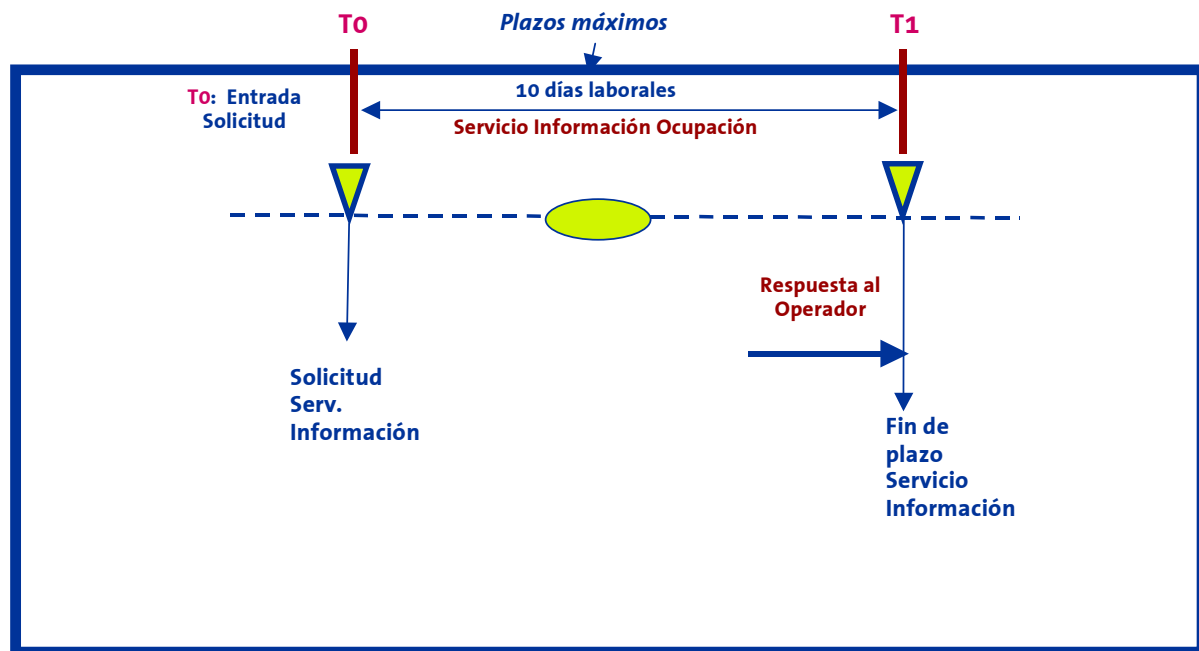 T0
Plazos máximos
T1
T0: Entrada
Solicitud
10 días laborales
Servicio Información Ocupación
Respuesta al
Operador
Solicitud
Serv.
Información
Fin de
plazo
Servicio
Información